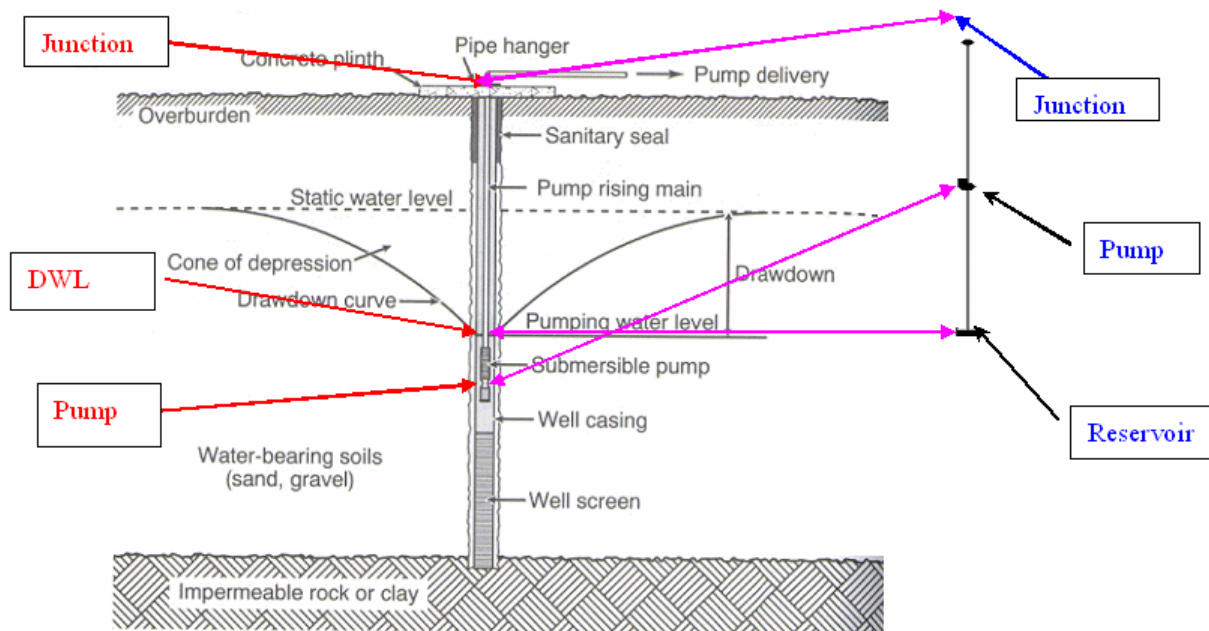 Junction
Pipe hanger
Concrete plinth
Pump delivery
Junction
Overburden
Sanitary seal
Pump rising main
Static water level
Pump
DWL
Cone of depression
Drawdown
Drawdown curve
Pumping water level
Submersible pump
Pump
Well casing
Reservoir
Water-bearing soils
(sand, gravel)
Well screen
Impermeable rock or clay